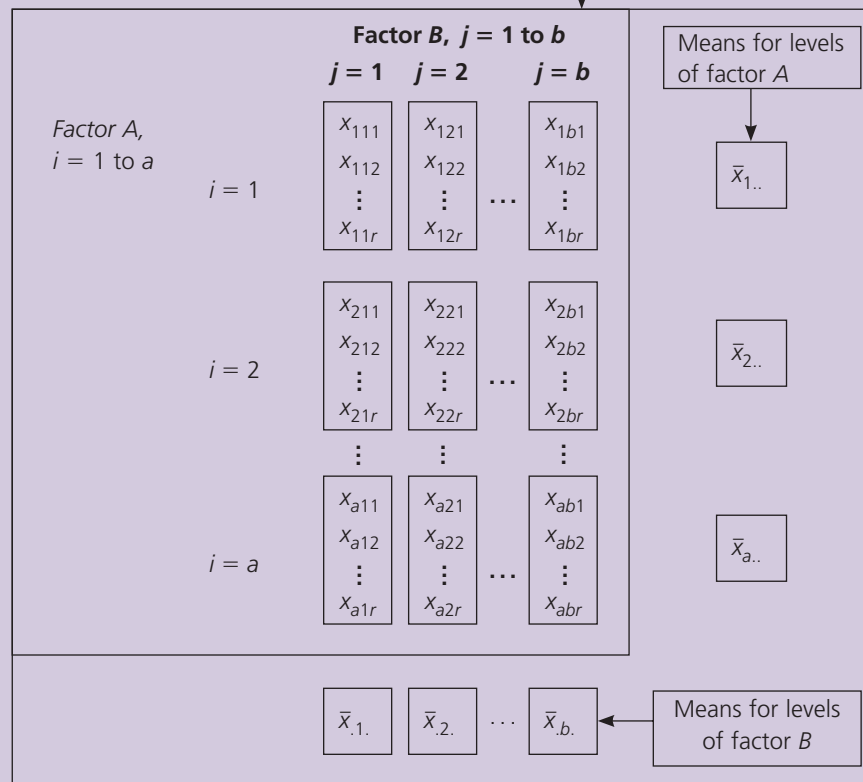 Factor B, j = 1 to b
j = 1 j = 2 j = b
Means for levels
of factor A
Factor A,
i = 1 to a
i = 1
x₁₁₁ x₁₂₁ x₁b₁
x₁₁₂ x₁₂₂ x₁b₂
⋮ ⋮ ... ⋮
x₁₁r x₁₂r x₁br
x̄₁..
i = 2
x₂₁₁ x₂₂₁ x₂b₁
x₂₁₂ x₂₂₂ x₂b₂
⋮ ⋮ ... ⋮
x₂₁r x₂₂r x₂br
x̄₂..
⋮ ⋮ ⋮
i = a
xa₁₁ xa₂₁ xab₁
xa₁₂ xa₂₂ xab₂
⋮ ⋮ ... ⋮
xa₁r xa₂r xabr
x̄a..
x̄.₁. x̄.₂. ... x̄.b.
Means for levels
of factor B